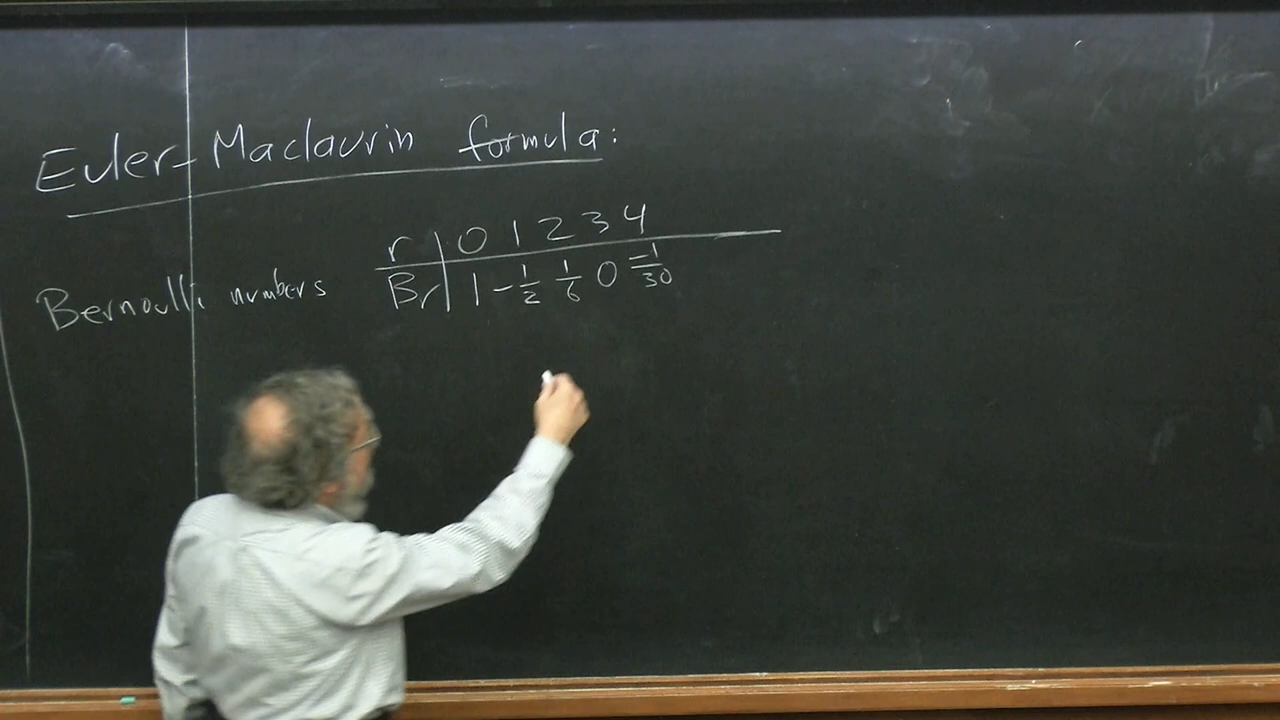 Euler-Maclaurin formula:
r | 0 1 2 3 4
Bernoulli numbers Br | 1 -1/2 1/6 0 -1/30